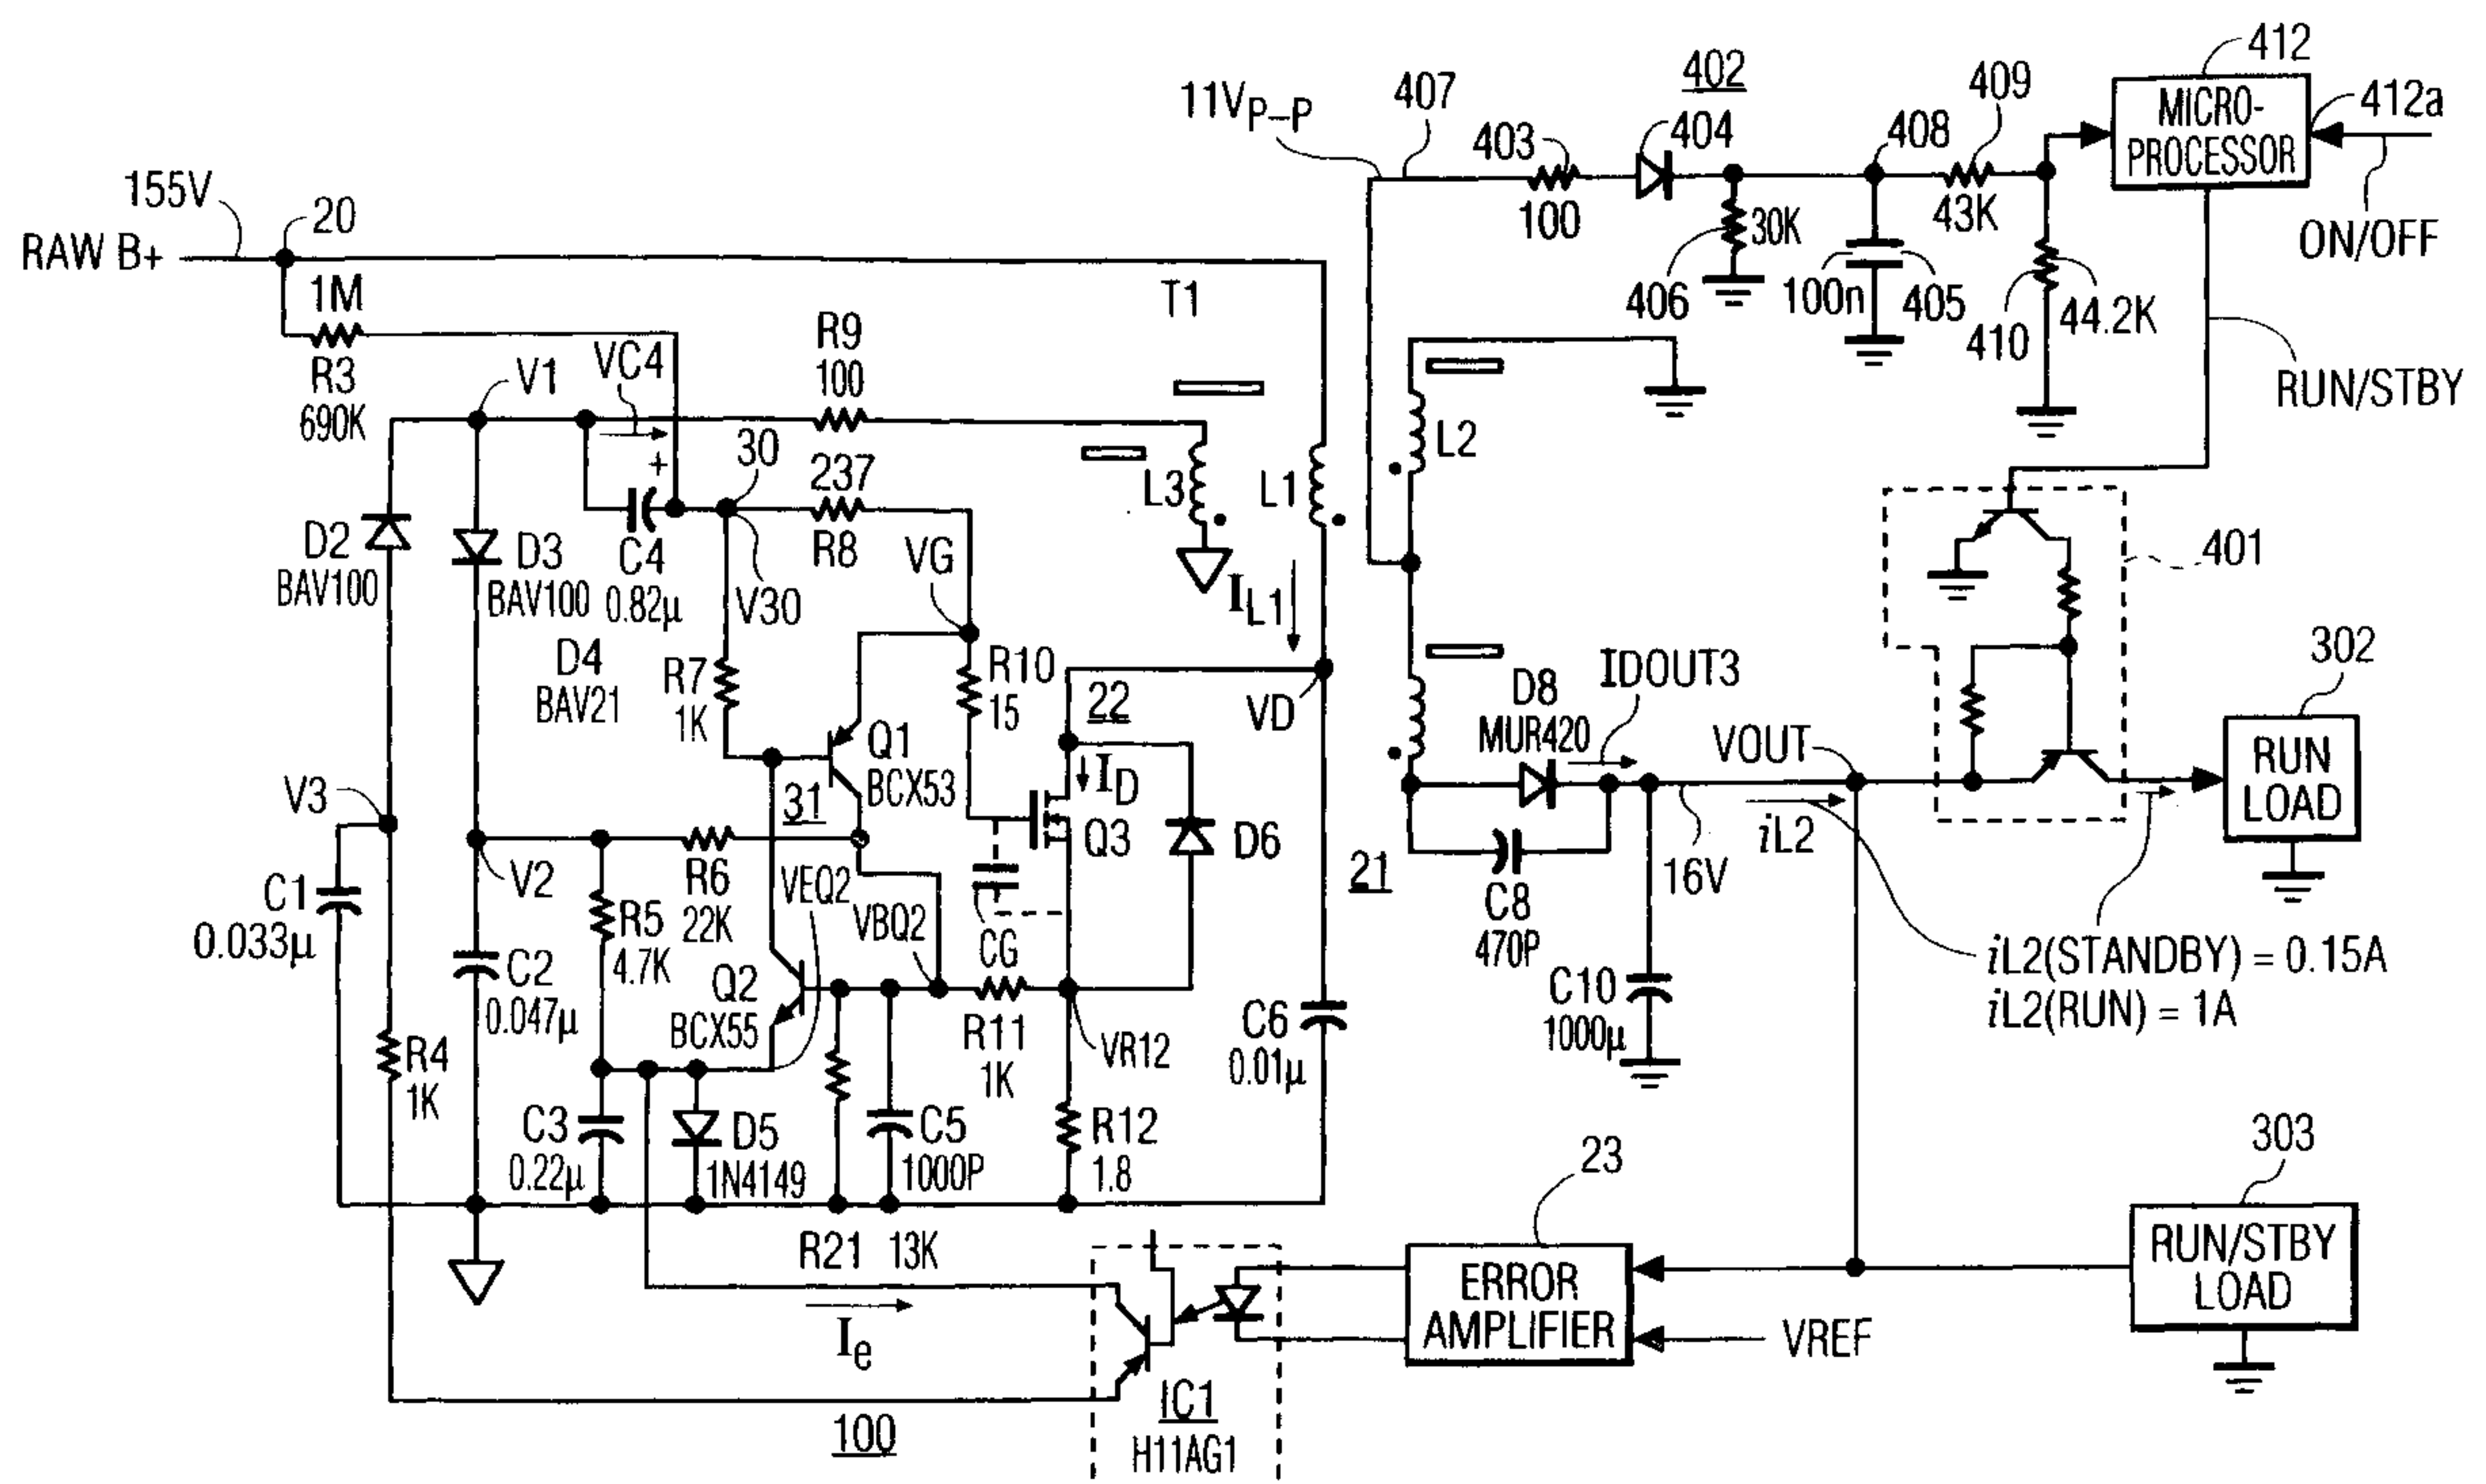 412
402
407
409
412a
11VP–P
403
404
408
MICRO-
PROCESSOR
155V
20
100
30K
43K
ON/OFF
RAW B+
1M
T1
406
100n
405
410
44.2K
R3
690K
V1
VC4
R9
100
RUN/STBY
+
30
237
L3
L1
L2
D2
BAV100
D3
BAV100
C4
0.82μ
R8
V30
VG
IL1
401
D4
BAV21
R7
1K
R10
15
22
VD
D8
MUR420
IDOUT3
302
Q1
BCX53
ID
VOUT
RUN
LOAD
V3
31
Q3
D6
V2
R6
22K
VEQ2
VBQ2
CG
21
C8
470P
16V
iL2
C1
0.033μ
R5
4.7K
C2
0.047μ
Q2
BCX55
R11
1K
VR12
C6
0.01μ
C10
1000μ
iL2(STANDBY) = 0.15A
iL2(RUN) = 1A
R4
1K
C3
0.22μ
D5
1N4149
C5
1000P
R12
1.8
23
303
R21 13K
Ie
ERROR
AMPLIFIER
VREF
RUN/STBY
LOAD
IC1
H11AG1
100